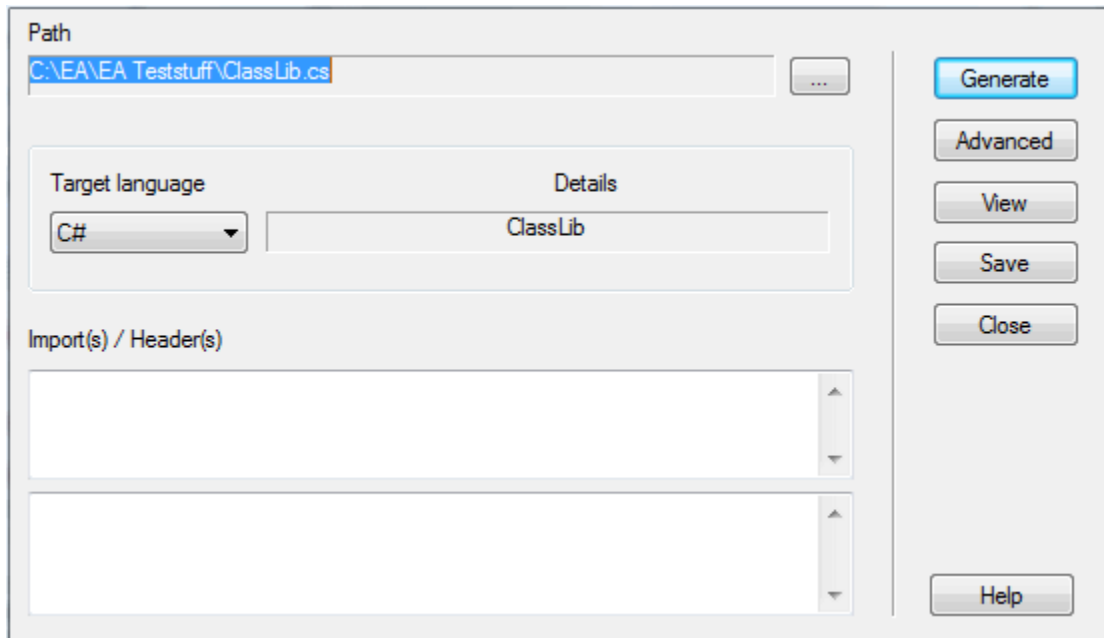 Path
C:\EA\EA Teststuff\ClassLib.cs
...
Generate
Advanced
Target language
Details
View
C#
ClassLib
Save
Close
Import(s) / Header(s)
Help